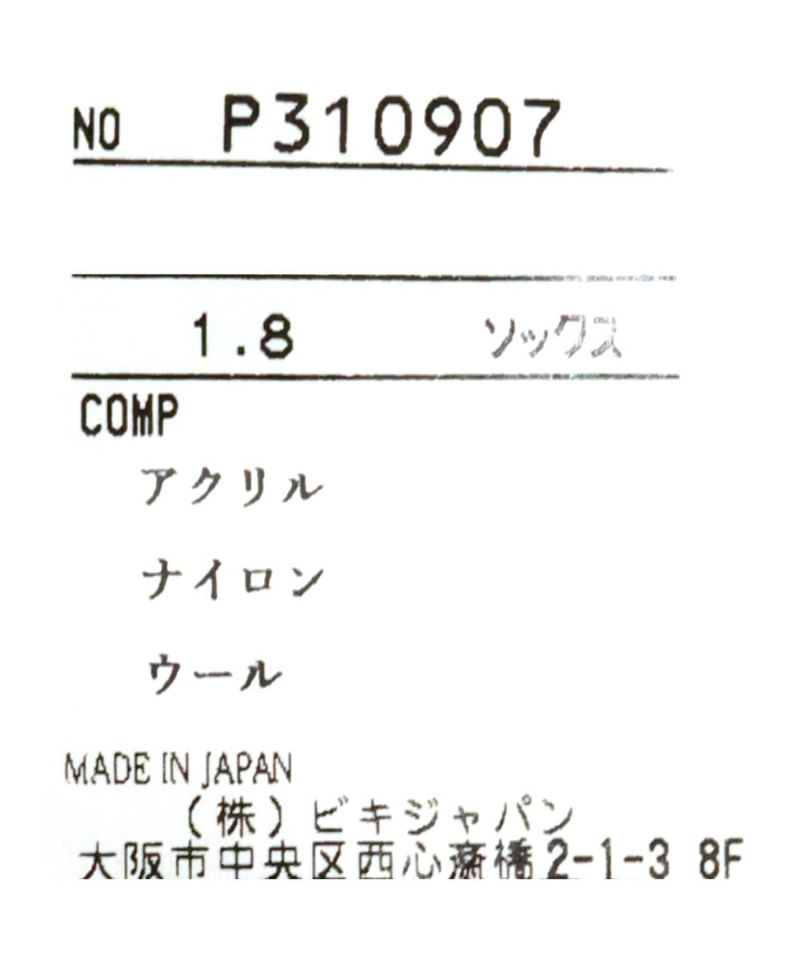 NO P310907
1.8 ソックス
COMP
アクリル
ナイロン
ウール
MADE IN JAPAN
(株)ビキジャパン
大阪市中央区西心斎橋2-1-3 8F